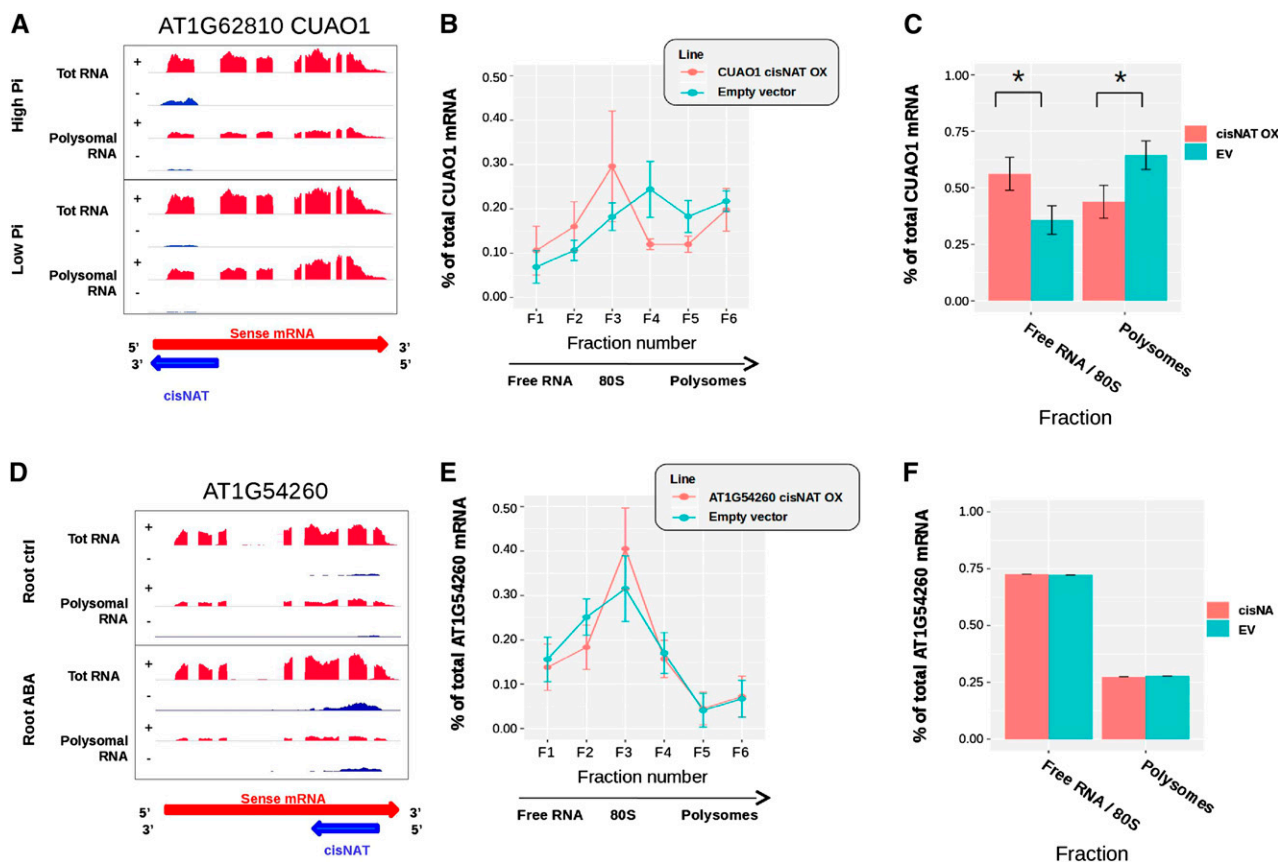 A
AT1G62810 CUAO1
High Pi
Tot RNA
+
-
Polysomal
RNA
+
-
Low Pi
Tot RNA
+
-
Polysomal
RNA
+
-
Sense mRNA
5'
3'
3'
5'
cisNAT
B
Line
CUAO1 cisNAT OX
Empty vector
% of total CUAO1 mRNA
0.50
0.40
0.30
0.20
0.10
0.00
F1
F2
F3
F4
F5
F6
Fraction number
Free RNA
80S
Polysomes
C
% of total CUAO1 mRNA
1.00
0.75
0.50
0.25
0.00
*
*
cisNAT OX
EV
Free RNA / 80S
Polysomes
Fraction
D
AT1G54260
Root ctrl
Tot RNA
+
-
Polysomal
RNA
+
-
Root ABA
Tot RNA
+
-
Polysomal
RNA
+
-
Sense mRNA
5'
3'
3'
5'
cisNAT
E
Line
AT1G54260 cisNAT OX
Empty vector
% of total AT1G54260 mRNA
0.50
0.40
0.30
0.20
0.10
0.00
F1
F2
F3
F4
F5
F6
Fraction number
Free RNA
80S
Polysomes
F
% of total AT1G54260 mRNA
1.00
0.75
0.50
0.25
0.00
cisNA
EV
Free RNA / 80S
Polysomes
Fraction